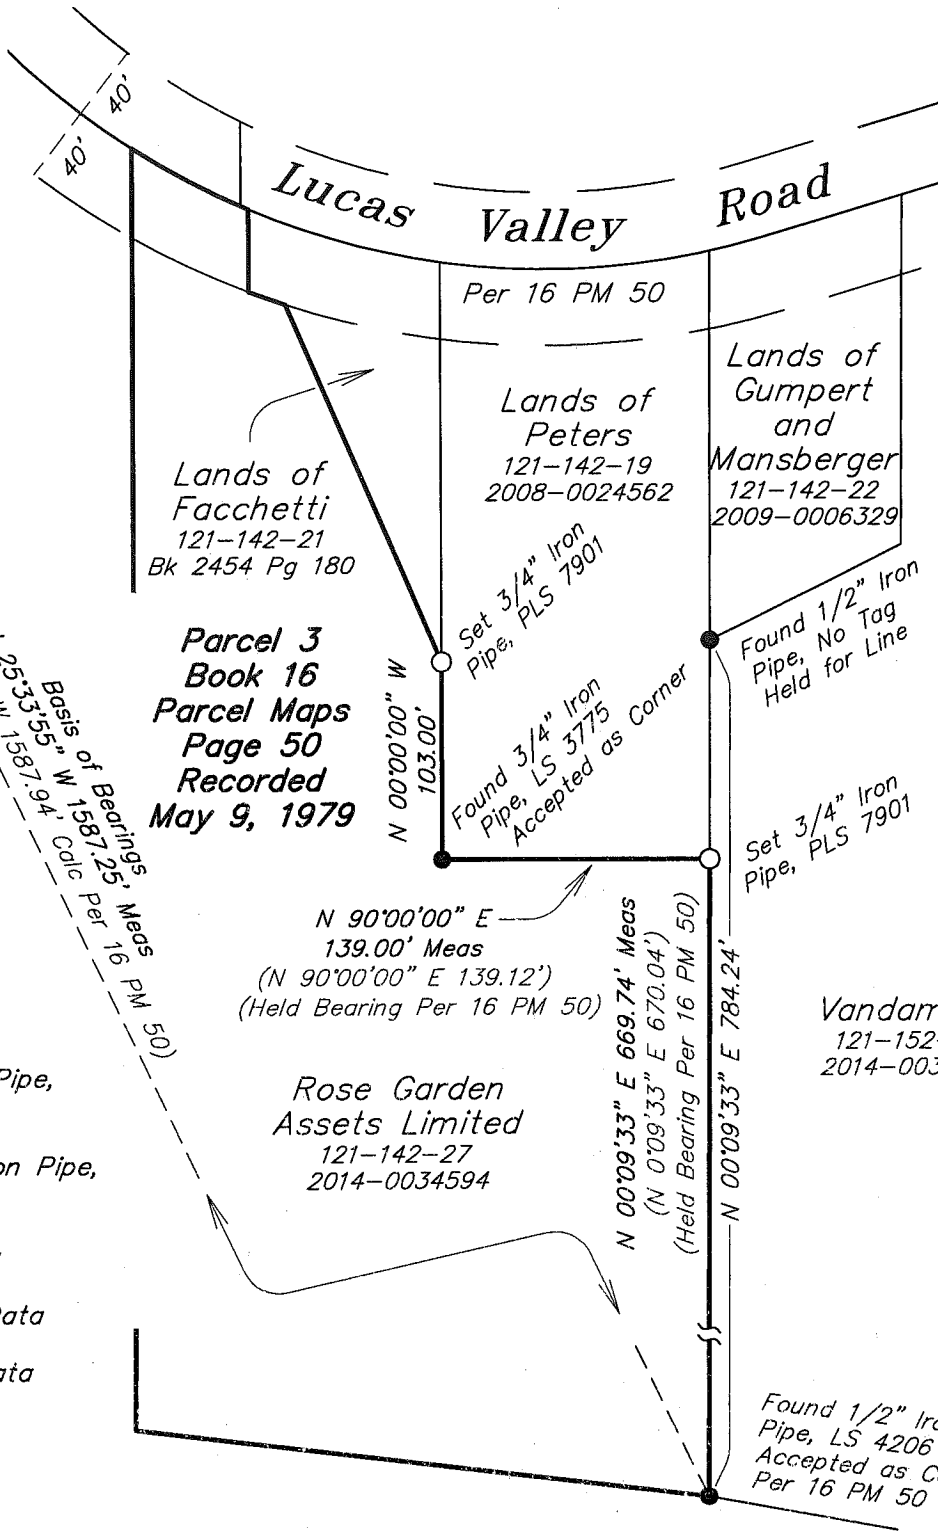 40'
40'
Lucas Valley Road
Per 16 PM 50
Lands of
Facchetti
121-142-21
Bk 2454 Pg 180
Lands of
Peters
121-142-19
2008-0024562
Lands of
Gumpert
and
Mansberger
121-142-22
2009-0006329
Set 3/4" Iron
Pipe, PLS 7901
Found 1/2" Iron
Pipe, No Tag
Held for Line
Parcel 3
Book 16
Parcel Maps
Page 50
Recorded
May 9, 1979
N 00°00'00" W
103.00'
Found 3/4" Iron
Pipe, LS 3775
Accepted as Corner
Set 3/4" Iron
Pipe, PLS 7901
Basis of Bearings
25°33'55" W 1587.25' Meas
W 1587.94' Calc Per 16 PM 50)
N 90°00'00" E
139.00' Meas
(N 90°00'00" E 139.12')
(Held Bearing Per 16 PM 50)
N 00°09'33" E 669.74' Meas
(N 0°09'33" E 670.04')
(Held Bearing Per 16 PM 50)
N 00°09'33" E 784.24'
Vandam
121-152-
2014-003
Rose Garden
Assets Limited
121-142-27
2014-0034594
Pipe,
on Pipe,
Data
ata
Found 1/2" Iro
Pipe, LS 4206
Accepted as C
Per 16 PM 50